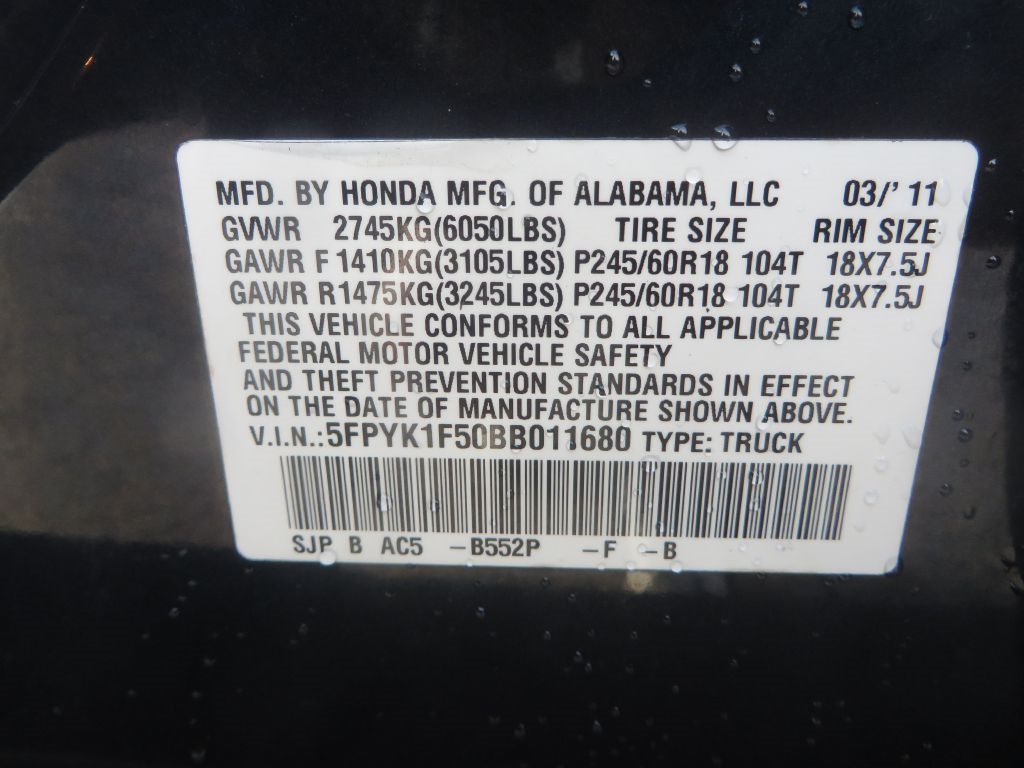 MFD. BY HONDA MFG. OF ALABAMA, LLC 03/' 11
GVWR 2745KG(6050LBS) TIRE SIZE RIM SIZE
GAWR F 1410KG(3105LBS) P245/60R18 104T 18X7.5J
GAWR R1475KG(3245LBS) P245/60R18 104T 18X7.5J
THIS VEHICLE CONFORMS TO ALL APPLICABLE
FEDERAL MOTOR VEHICLE SAFETY
AND THEFT PREVENTION STANDARDS IN EFFECT
ON THE DATE OF MANUFACTURE SHOWN ABOVE.
V.I.N.:5FPYK1F50BB011680 TYPE: TRUCK
SJP B AC5 -B552P -F -B